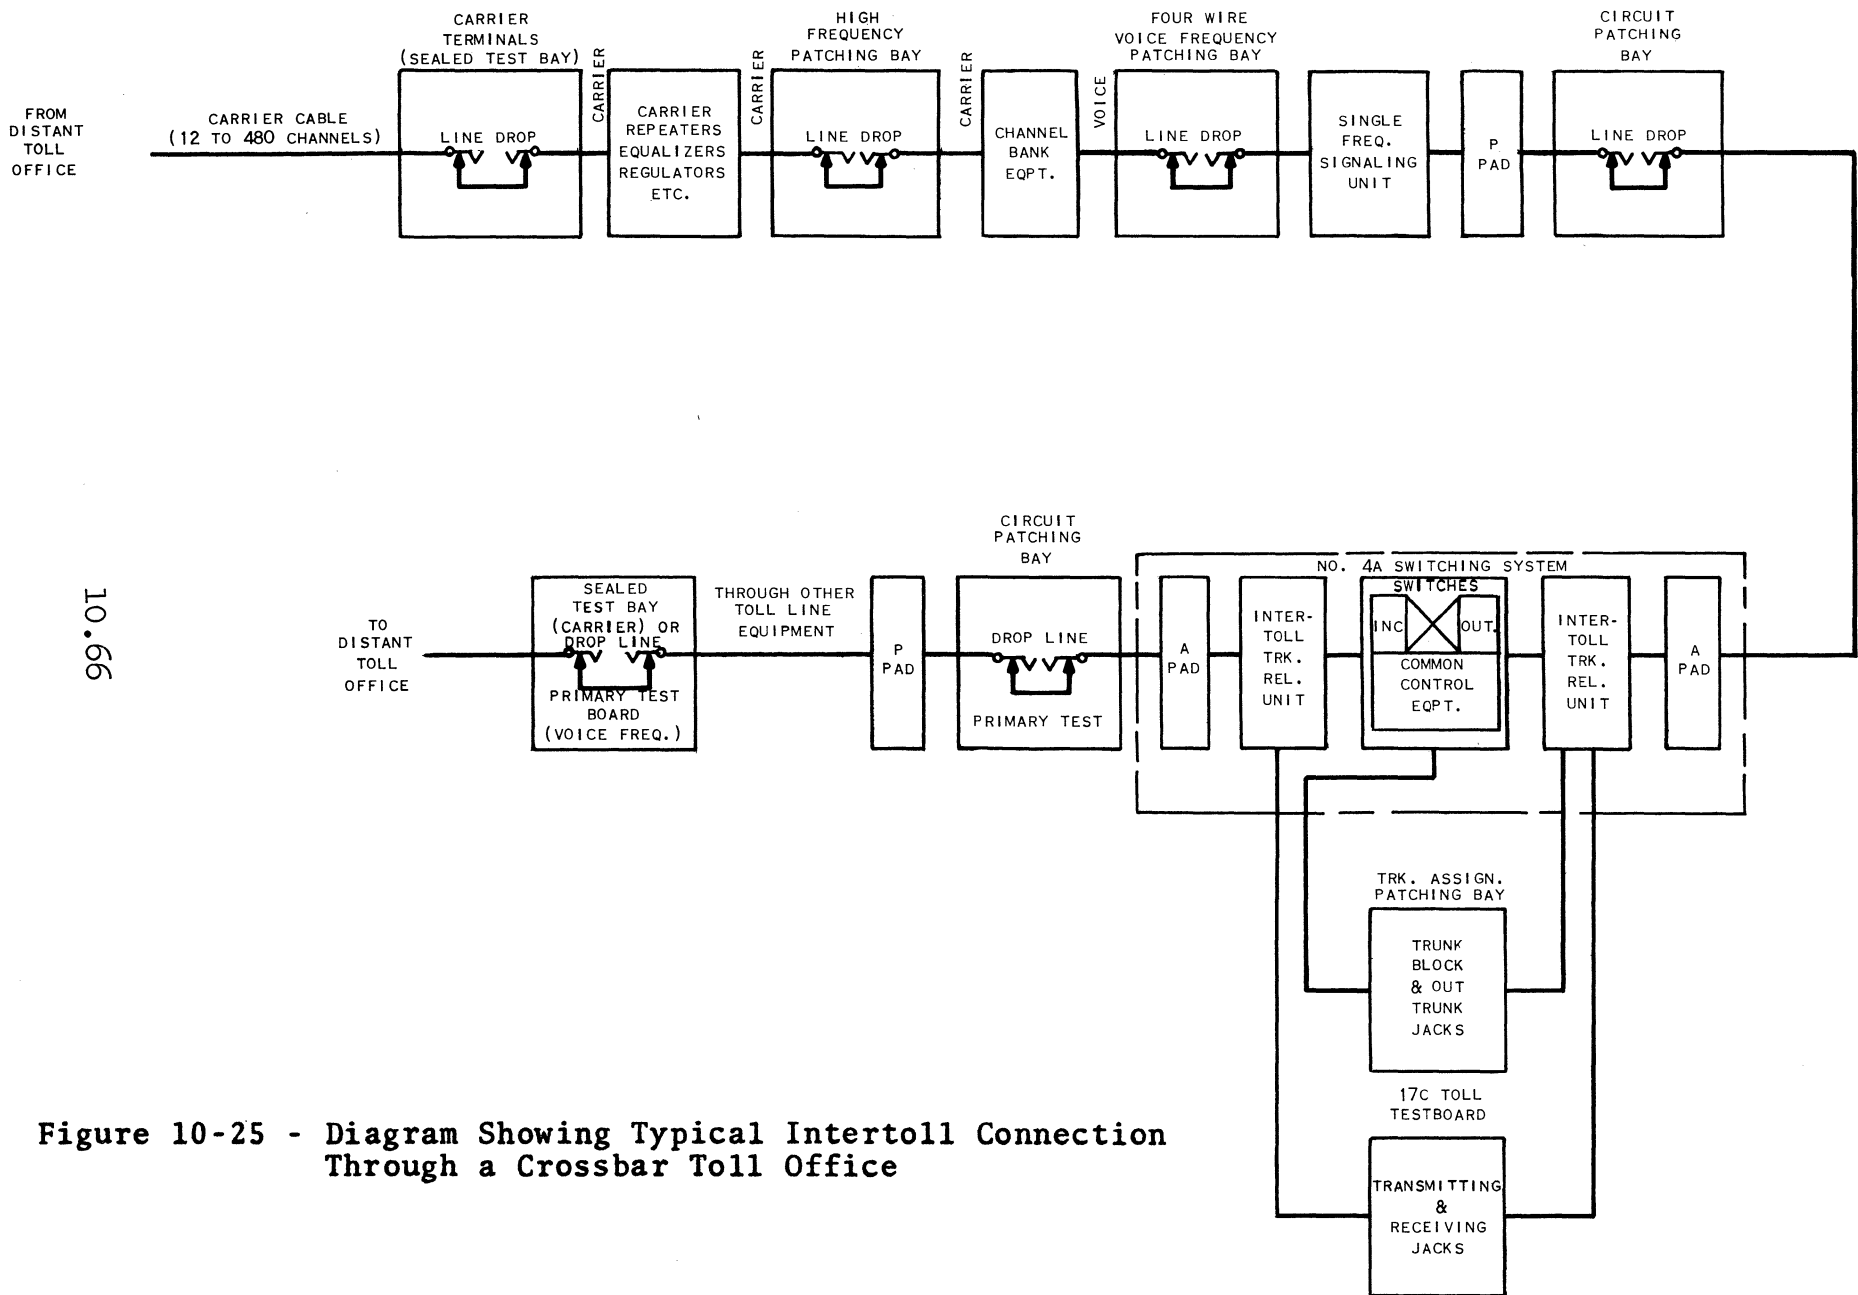 CARRIER
TERMINALS
(SEALED TEST BAY)
HIGH
FREQUENCY
PATCHING BAY
FOUR WIRE
VOICE FREQUENCY
PATCHING BAY
CIRCUIT
PATCHING
BAY
FROM
DISTANT
TOLL
OFFICE
CARRIER CABLE
(12 TO 480 CHANNELS)
LINE DROP
CARRIER
CARRIER
REPEATERS
EQUALIZERS
REGULATORS
ETC.
CARRIER
LINE DROP
CARRIER
CHANNEL
BANK
EQPT.
VOICE
LINE DROP
SINGLE
FREQ.
SIGNALING
UNIT
P
PAD
LINE DROP
TO
DISTANT
TOLL
OFFICE
SEALED
TEST BAY
(CARRIER) OR
DROP LINE
PRIMARY TEST
BOARD
(VOICE FREQ.)
THROUGH OTHER
TOLL LINE
EQUIPMENT
P
PAD
CIRCUIT
PATCHING
BAY
DROP LINE
PRIMARY TEST
NO. 4A SWITCHING SYSTEM
A
PAD
INTER-
TOLL
TRK.
REL.
UNIT
SWITCHES
INC
OUT.
COMMON
CONTROL
EQPT.
INTER-
TOLL
TRK.
REL.
UNIT
A
PAD
TRK. ASSIGN.
PATCHING BAY
TRUNK
BLOCK
& OUT
TRUNK
JACKS
17C TOLL
TESTBOARD
TRANSMITTING
&
RECEIVING
JACKS
Figure 10-25 - Diagram Showing Typical Intertoll Connection
Through a Crossbar Toll Office
10.66